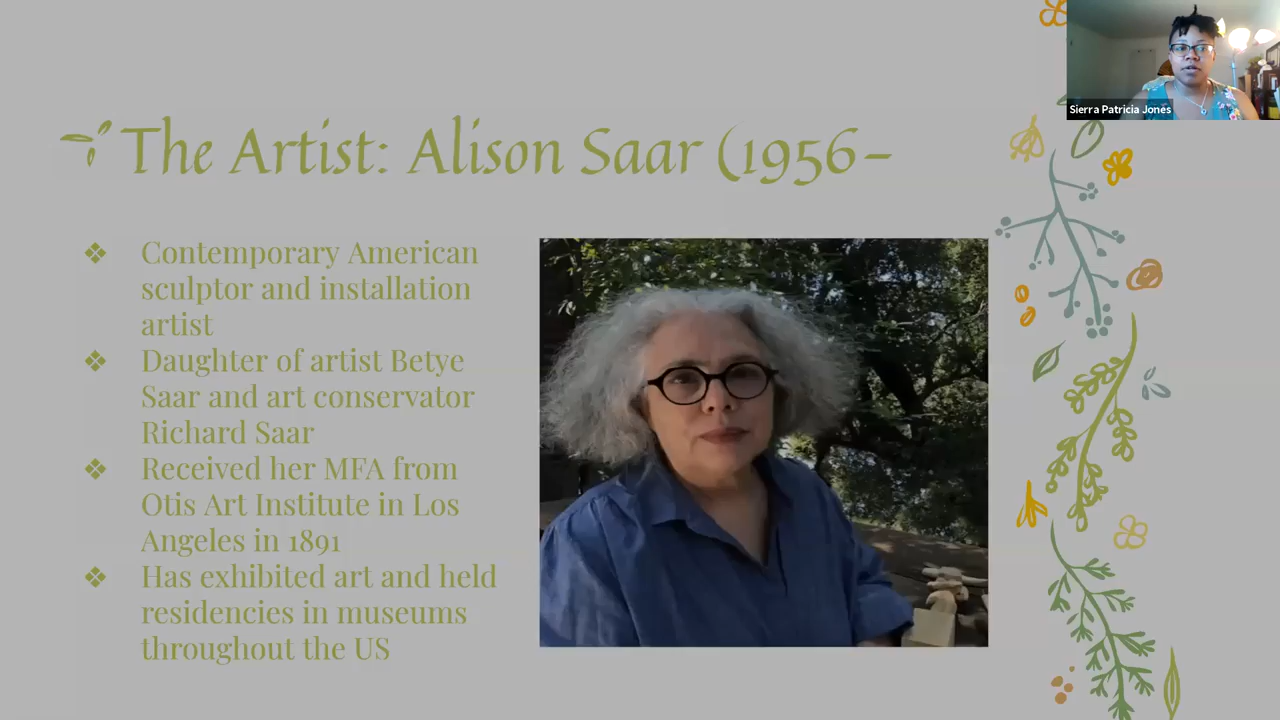 Sierra Patricia Jones
The Artist: Alison Saar (1956–
❖ Contemporary American
sculptor and installation
artist
❖ Daughter of artist Betye
Saar and art conservator
Richard Saar
❖ Received her MFA from
Otis Art Institute in Los
Angeles in 1891
❖ Has exhibited art and held
residencies in museums
throughout the US